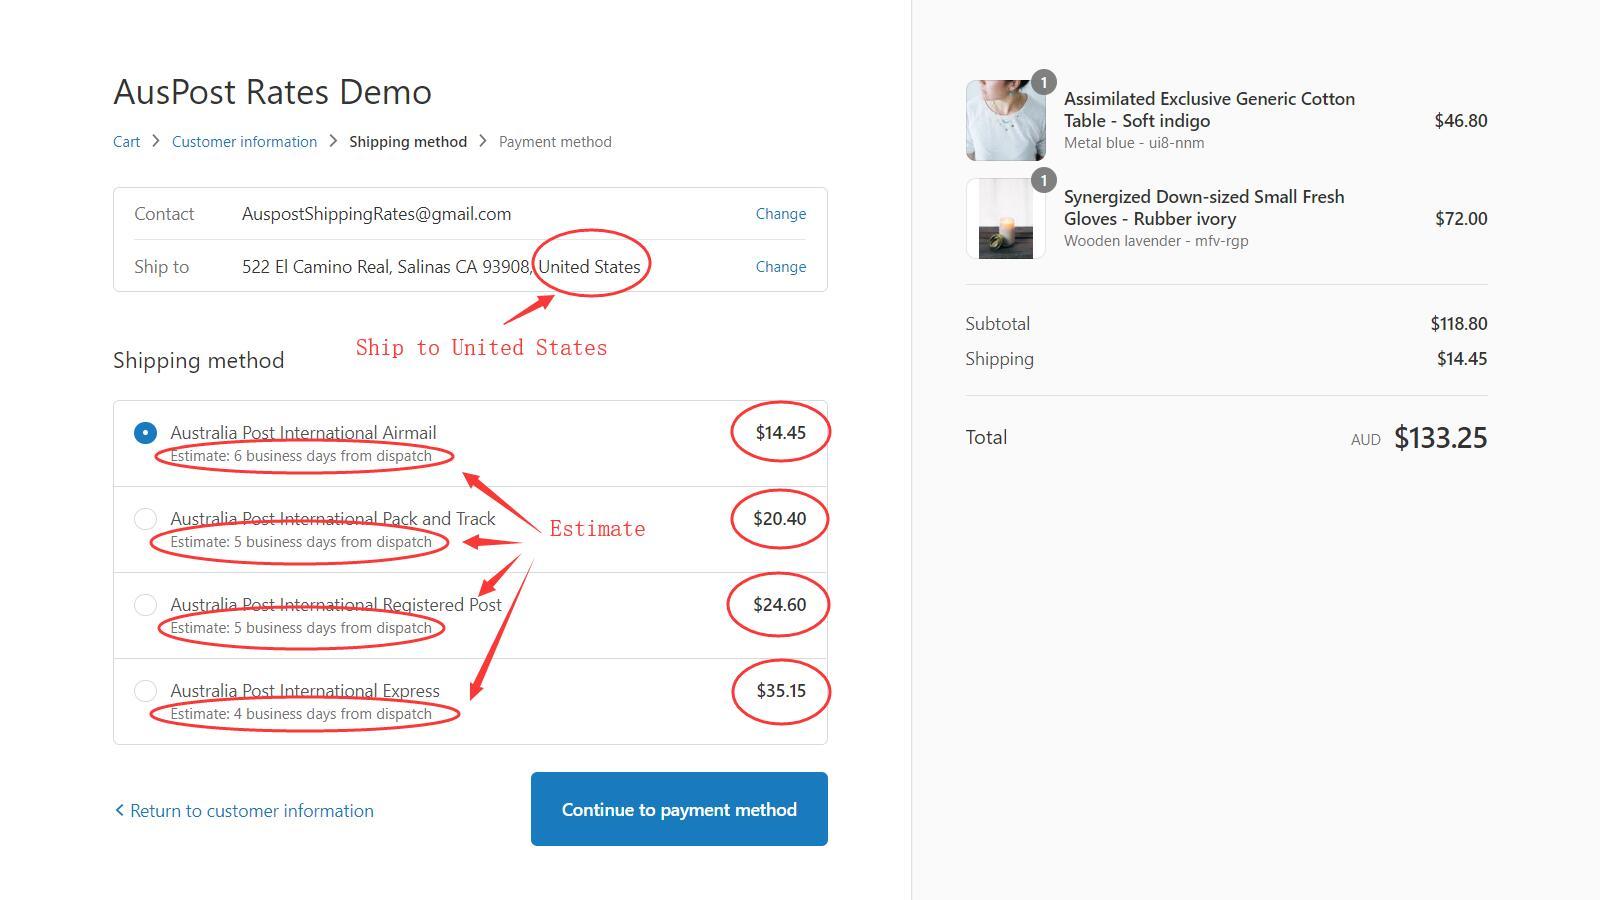 AusPost Rates Demo
Cart > Customer information > Shipping method > Payment method
Contact AuspostShippingRates@gmail.com Change
Ship to 522 El Camino Real, Salinas CA 93908, United States Change
Ship to United States
Shipping method
Australia Post International Airmail $14.45
Estimate: 6 business days from dispatch
Australia Post International Pack and Track $20.40
Estimate: 5 business days from dispatch
Estimate
Australia Post International Registered Post $24.60
Estimate: 5 business days from dispatch
Australia Post International Express $35.15
Estimate: 4 business days from dispatch
< Return to customer information
Continue to payment method
1
Assimilated Exclusive Generic Cotton
Table - Soft indigo $46.80
Metal blue - ui8-nnm
1
Synergized Down-sized Small Fresh
Gloves - Rubber ivory $72.00
Wooden lavender - mfv-rgp
Subtotal $118.80
Shipping $14.45
Total AUD $133.25